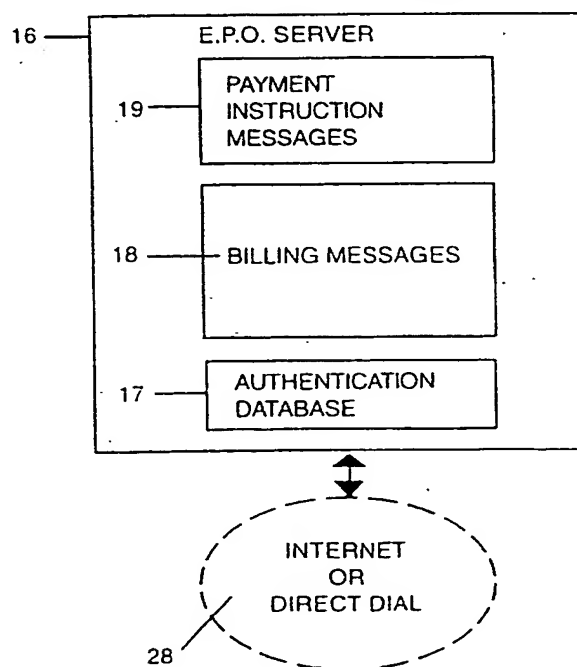 16
E.P.O. SERVER
19
PAYMENT
INSTRUCTION
MESSAGES
18
BILLING MESSAGES
17
AUTHENTICATION
DATABASE
INTERNET
OR
DIRECT DIAL
28